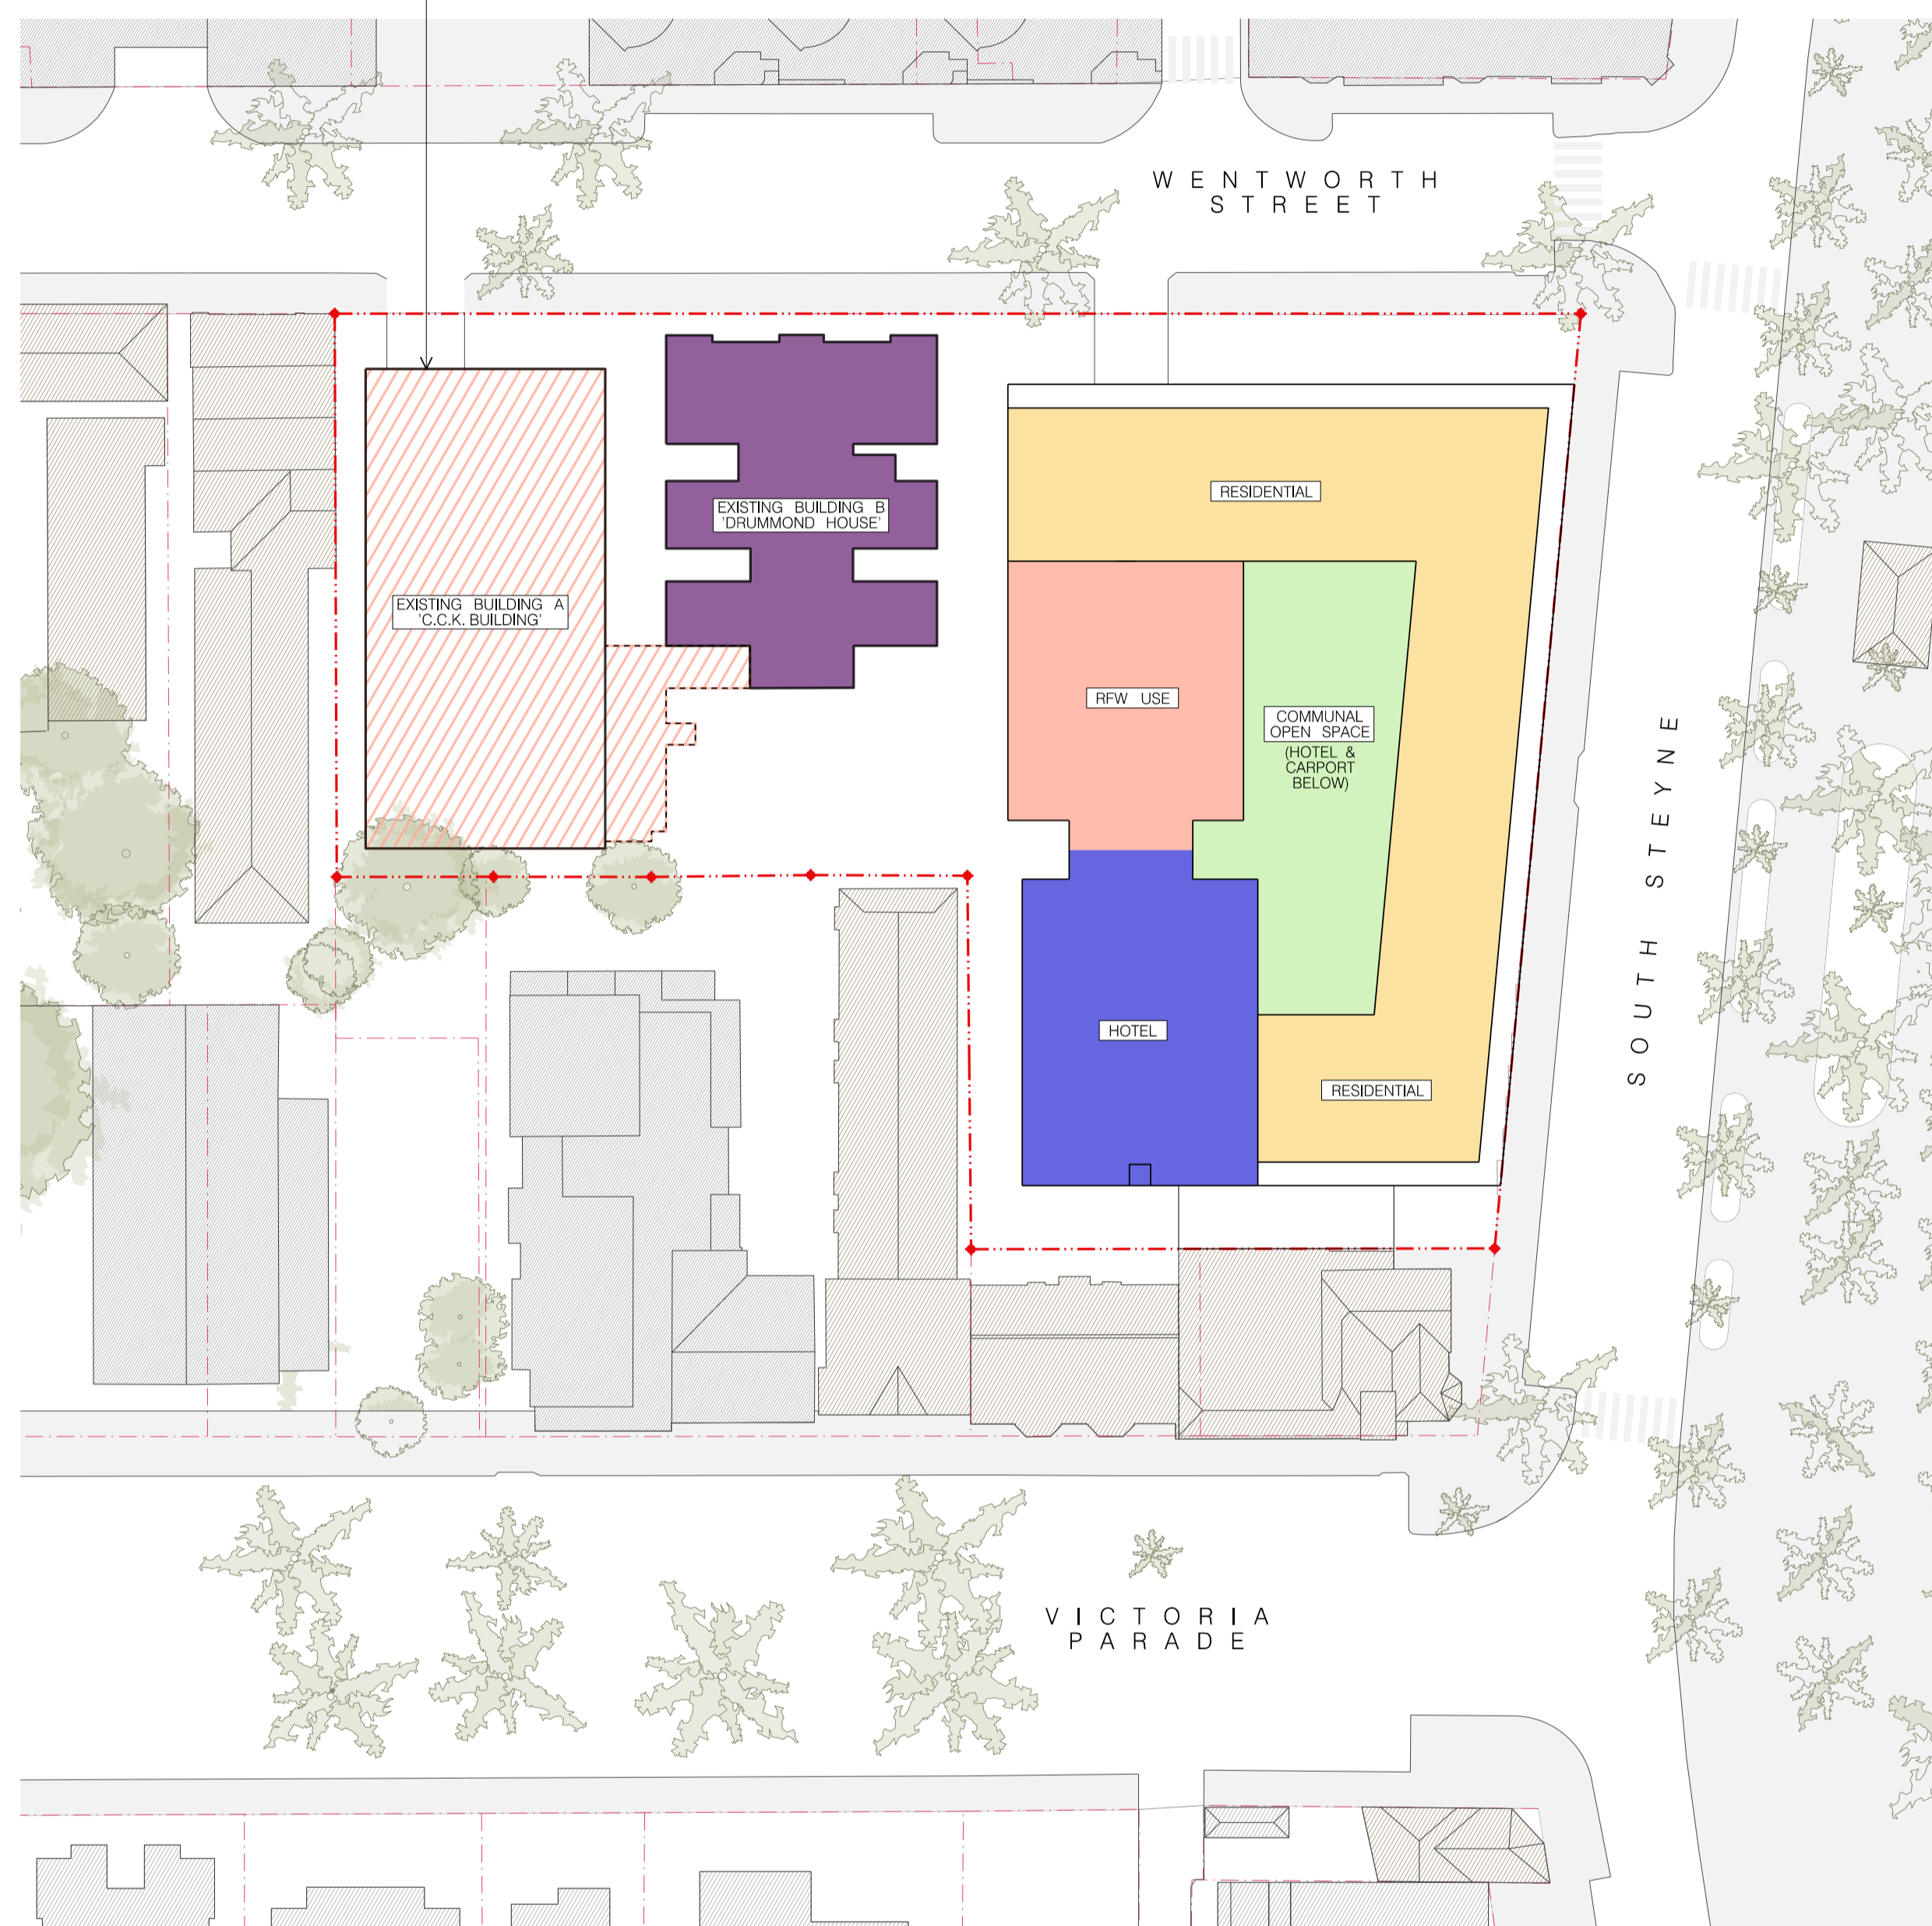 WENTWORTH
STREET
RESIDENTIAL
EXISTING BUILDING B
'DRUMMOND HOUSE'
EXISTING BUILDING A
'C.C.K. BUILDING'
RFW USE
COMMUNAL
OPEN SPACE
(HOTEL &
CARPORT
BELOW)
SOUTH STEYNE
HOTEL
RESIDENTIAL
VICTORIA
PARADE